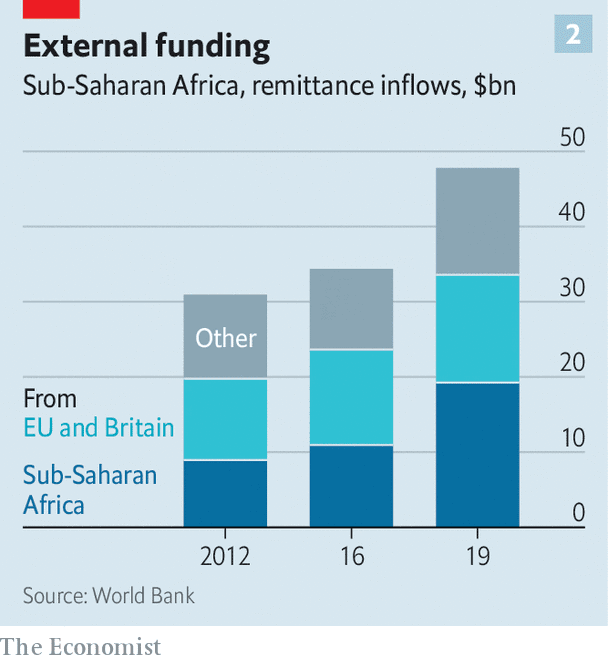 External funding
2
Sub-Saharan Africa, remittance inflows, $bn
50
40
30
20
10
0
Other
From
EU and Britain
Sub-Saharan
Africa
2012
16
19
Source: World Bank
The Economist